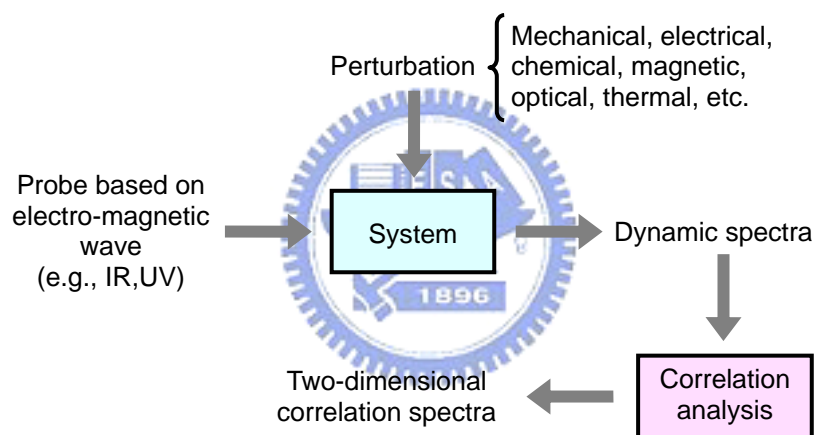 Perturbation
Mechanical, electrical,
chemical, magnetic,
optical, thermal, etc.
Probe based on
electro-magnetic
wave
(e.g., IR,UV)
System
Dynamic spectra
1896
Two-dimensional
correlation spectra
Correlation
analysis